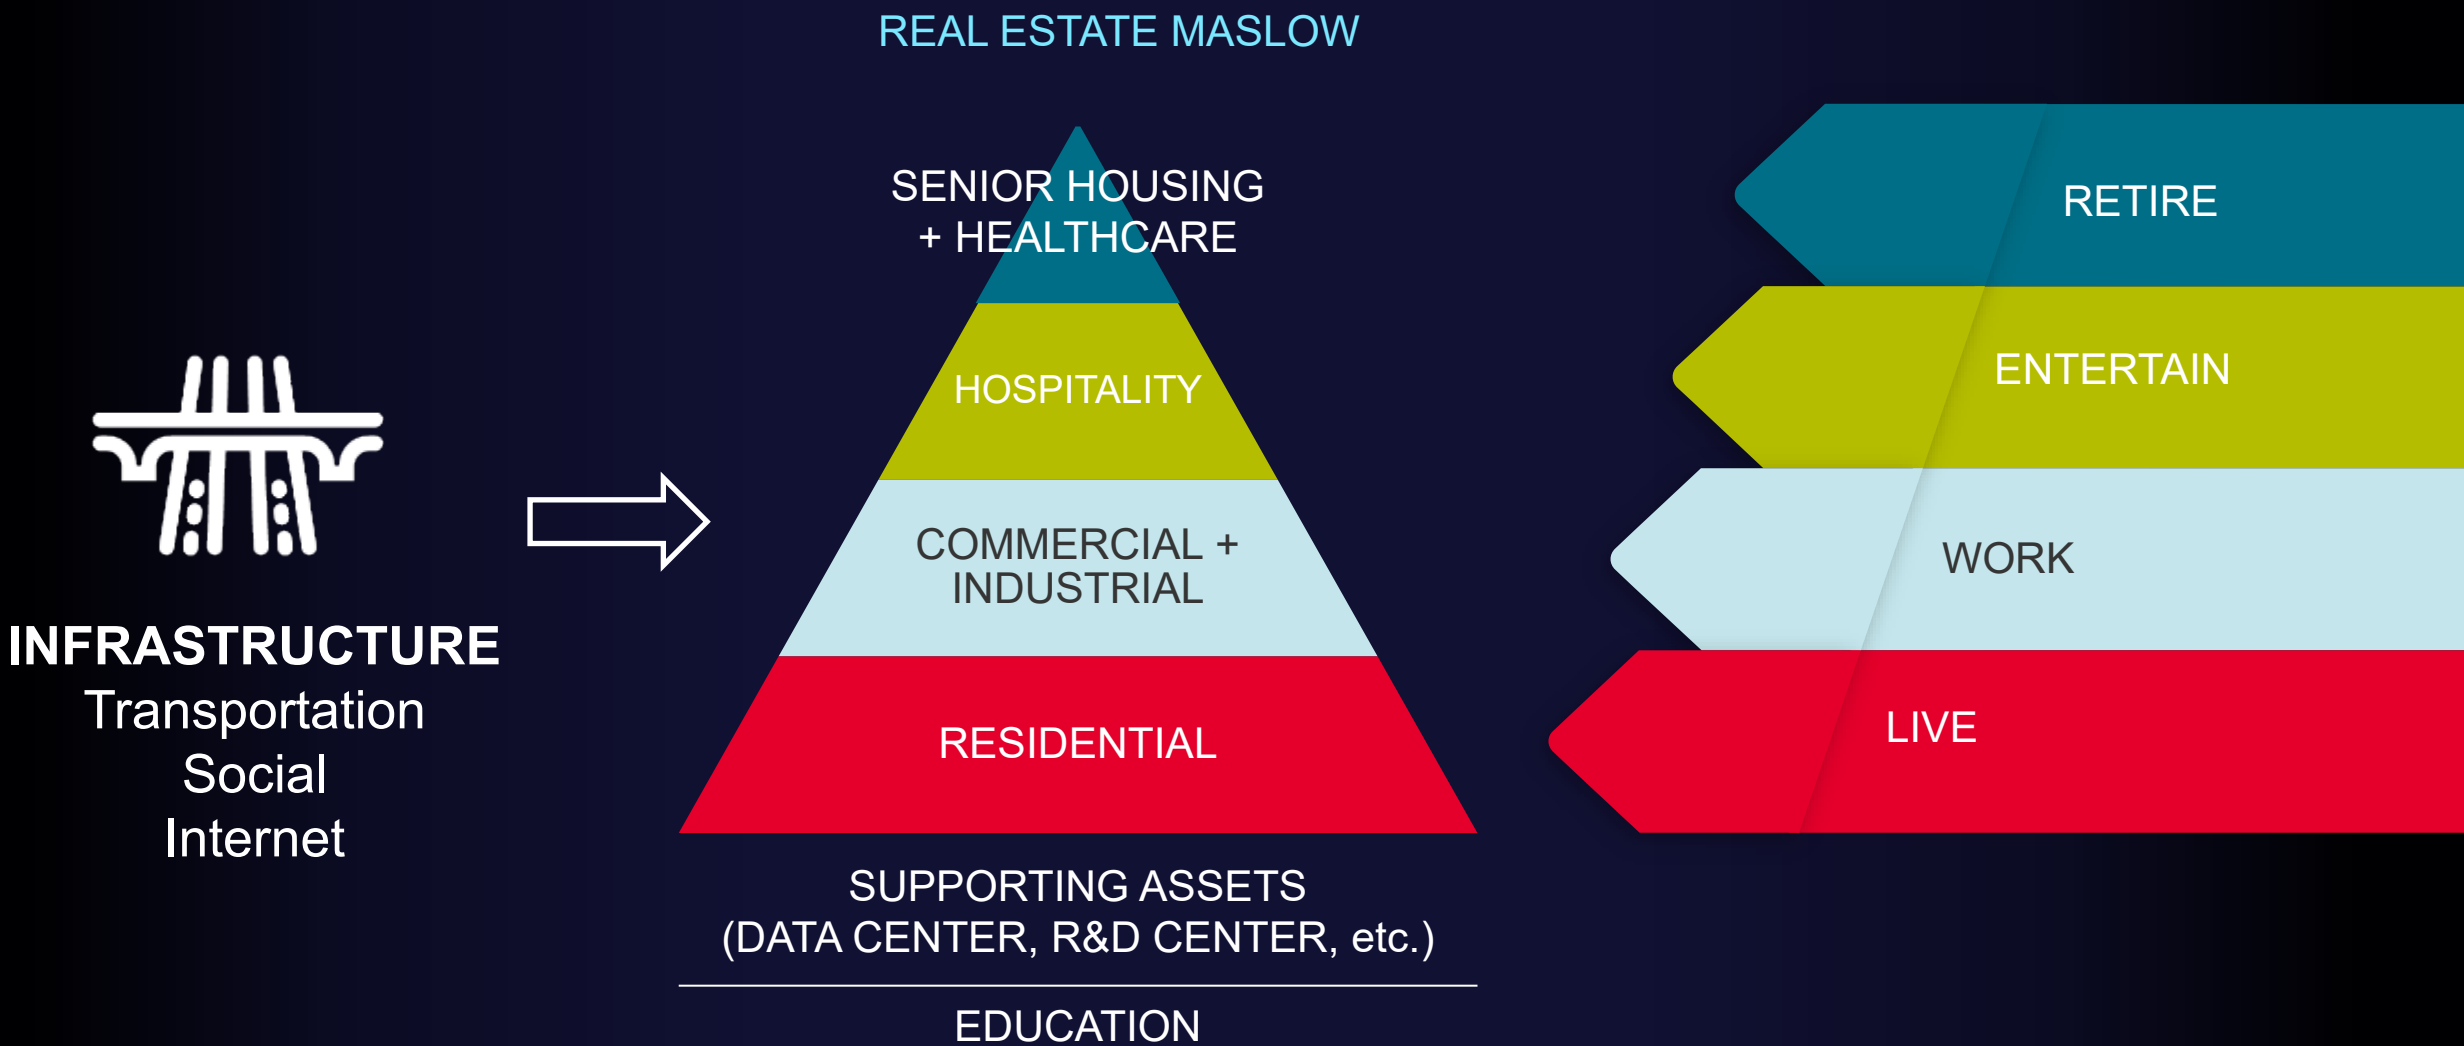 REAL ESTATE MASLOW
INFRASTRUCTURE
Transportation
Social
Internet
SENIOR HOUSING
+ HEALTHCARE
HOSPITALITY
COMMERCIAL +
INDUSTRIAL
RESIDENTIAL
SUPPORTING ASSETS
(DATA CENTER, R&D CENTER, etc.)
EDUCATION
RETIRE
ENTERTAIN
WORK
LIVE